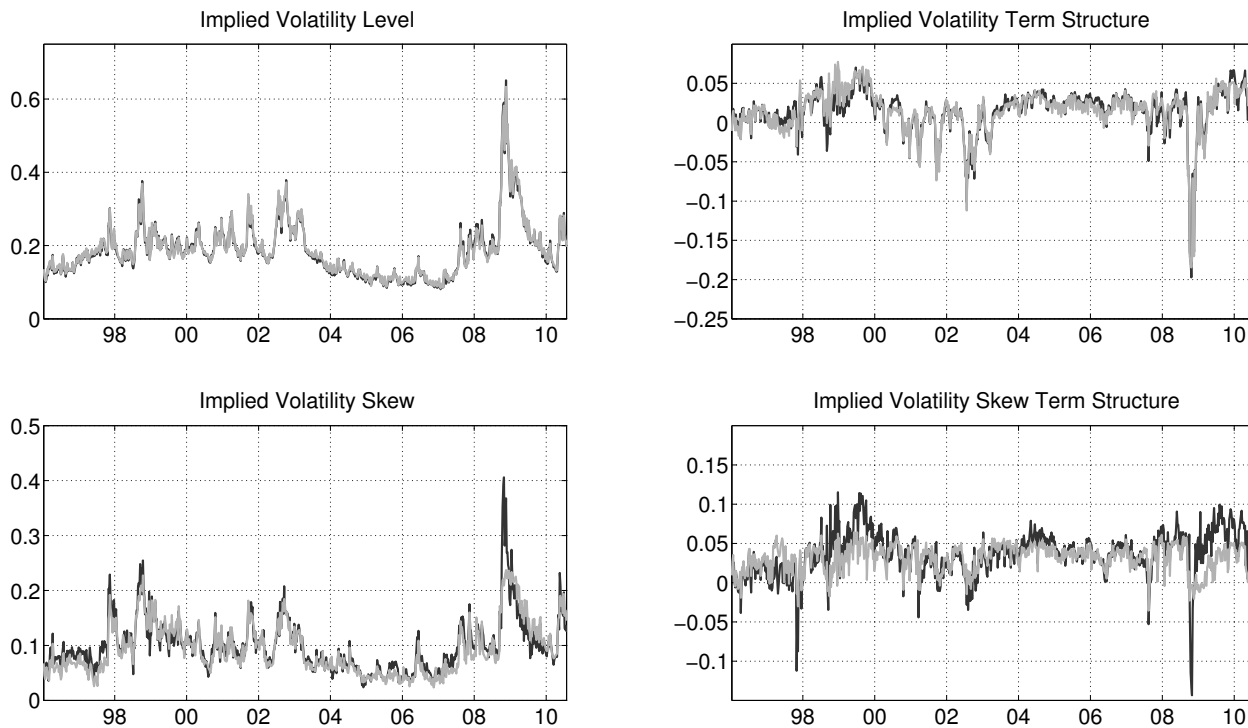 Implied Volatility Level
0.6
0.4
0.2
0
98 00 02 04 06 08 10
Implied Volatility Term Structure
0.05
0
−0.05
−0.1
−0.15
−0.2
−0.25
98 00 02 04 06 08 10
Implied Volatility Skew
0.5
0.4
0.3
0.2
0.1
0
98 00 02 04 06 08 10
Implied Volatility Skew Term Structure
0.15
0.1
0.05
0
−0.05
−0.1
98 00 02 04 06 08 10